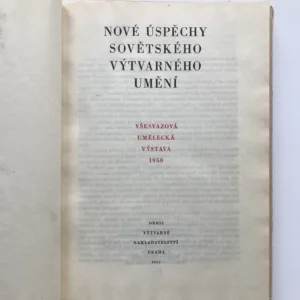 NOVÉ ÚSPĚCHY
SOVĚTSKÉHO
VÝTVARNÉHO
UMĚNÍ
VŠESVAZOVÁ
UMĚLECKÁ
VÝSTAVA
1950
ORBIS
VÝTVARNÉ
NAKLADATELSTVÍ
PRAHA